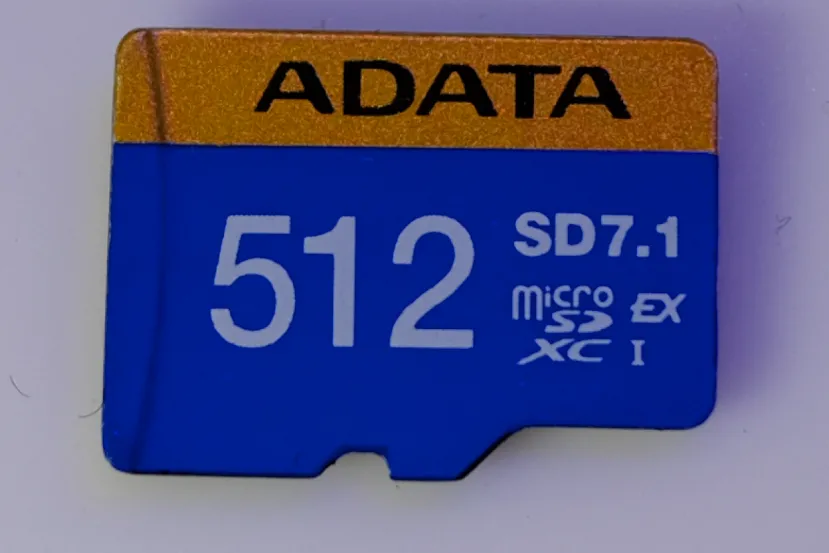 ADATA
512
SD7.1
micro SD XC EX I